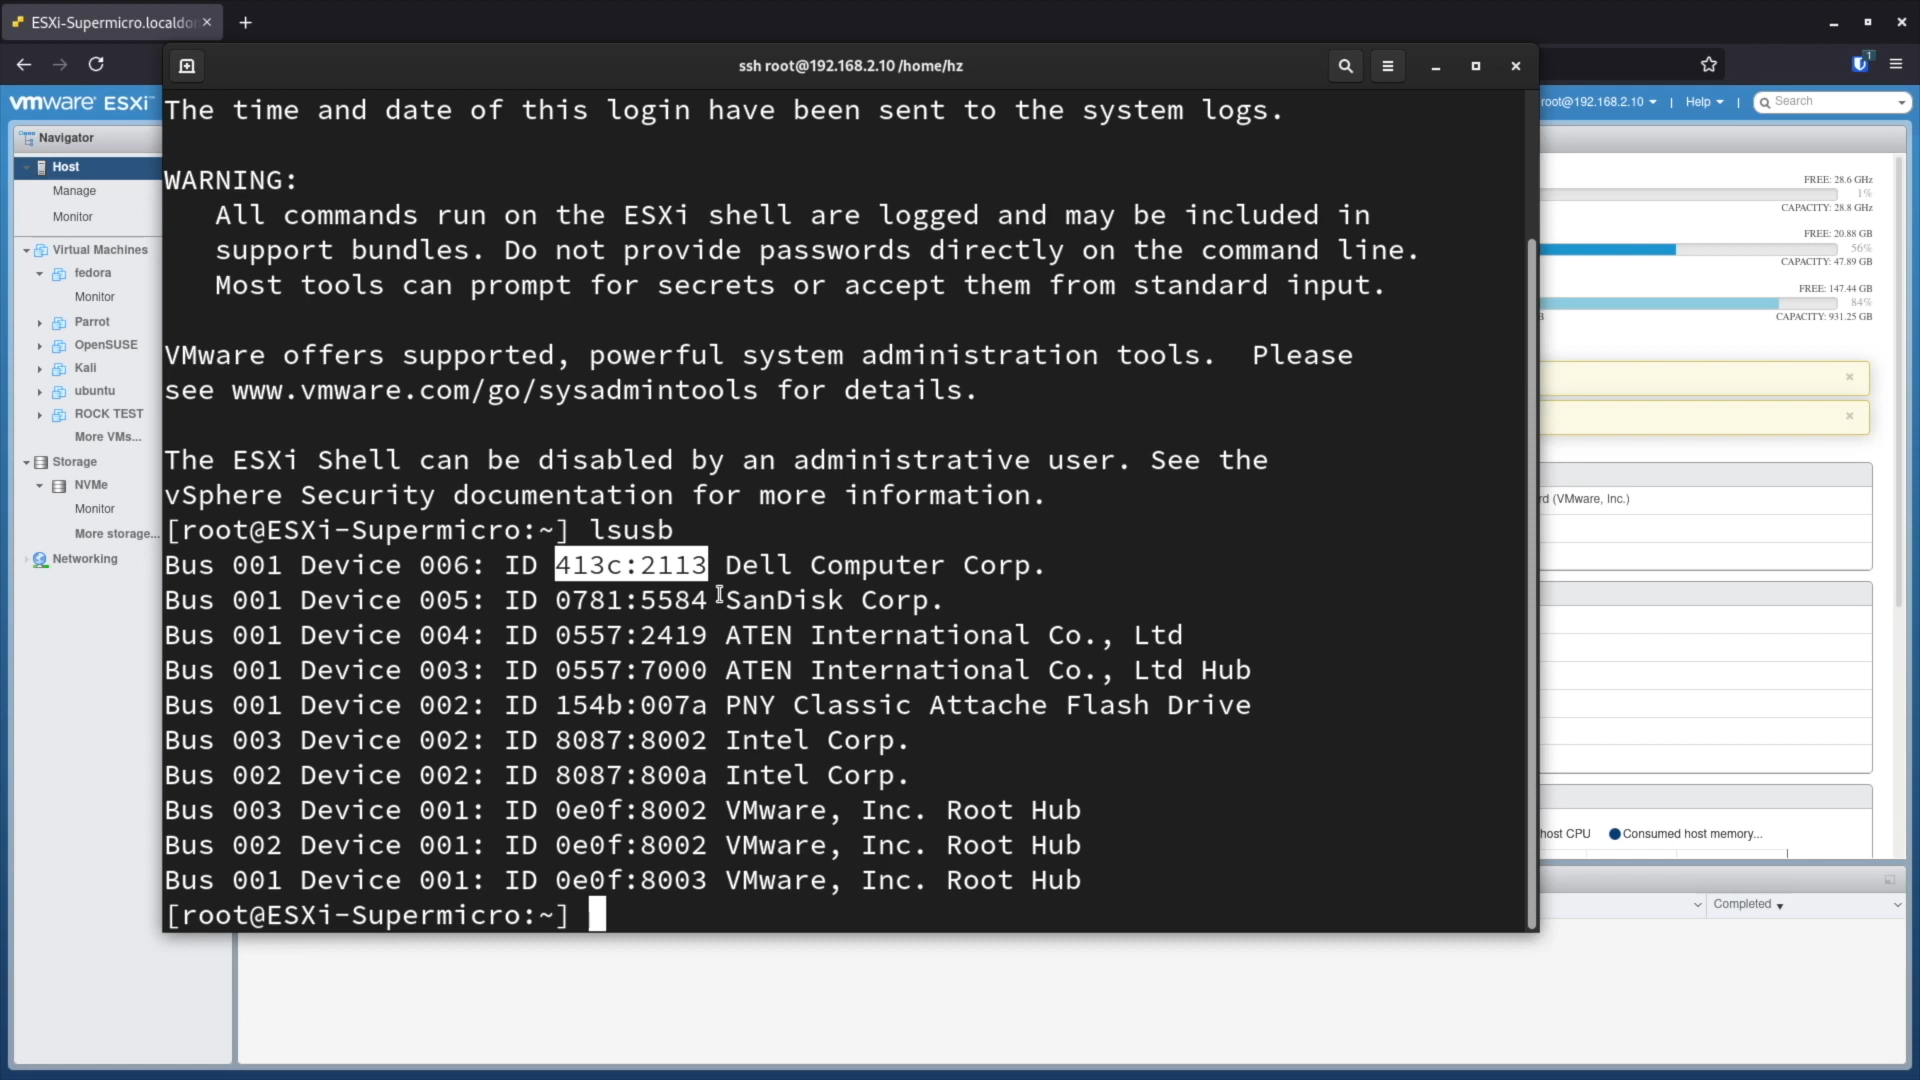 ESXi-Supermicro.localdo
ssh root@192.168.2.10 /home/hz
1
vmware ESXi
root@192.168.2.10 | Help | Search
Navigator
Host
Manage
Monitor
Virtual Machines
fedora
Monitor
Parrot
OpenSUSE
Kali
ubuntu
ROCK TEST
More VMs...
Storage
NVMe
Monitor
More storage...
Networking
The time and date of this login have been sent to the system logs.
WARNING:
All commands run on the ESXi shell are logged and may be included in
support bundles. Do not provide passwords directly on the command line.
Most tools can prompt for secrets or accept them from standard input.
VMware offers supported, powerful system administration tools. Please
see www.vmware.com/go/sysadmintools for details.
The ESXi Shell can be disabled by an administrative user. See the
vSphere Security documentation for more information.
[root@ESXi-Supermicro:~] lsusb
Bus 001 Device 006: ID 413c:2113 Dell Computer Corp.
Bus 001 Device 005: ID 0781:5584 SanDisk Corp.
Bus 001 Device 004: ID 0557:2419 ATEN International Co., Ltd
Bus 001 Device 003: ID 0557:7000 ATEN International Co., Ltd Hub
Bus 001 Device 002: ID 154b:007a PNY Classic Attache Flash Drive
Bus 003 Device 002: ID 8087:8002 Intel Corp.
Bus 002 Device 002: ID 8087:800a Intel Corp.
Bus 003 Device 001: ID 0e0f:8002 VMware, Inc. Root Hub
Bus 002 Device 001: ID 0e0f:8002 VMware, Inc. Root Hub
Bus 001 Device 001: ID 0e0f:8003 VMware, Inc. Root Hub
[root@ESXi-Supermicro:~]
FREE: 28.6 GHz
1%
CAPACITY: 28.8 GHz
FREE: 20.88 GB
56%
CAPACITY: 47.89 GB
FREE: 147.44 GB
84%
B CAPACITY: 931.25 GB
rd (VMware, Inc.)
host CPU Consumed host memory...
Completed